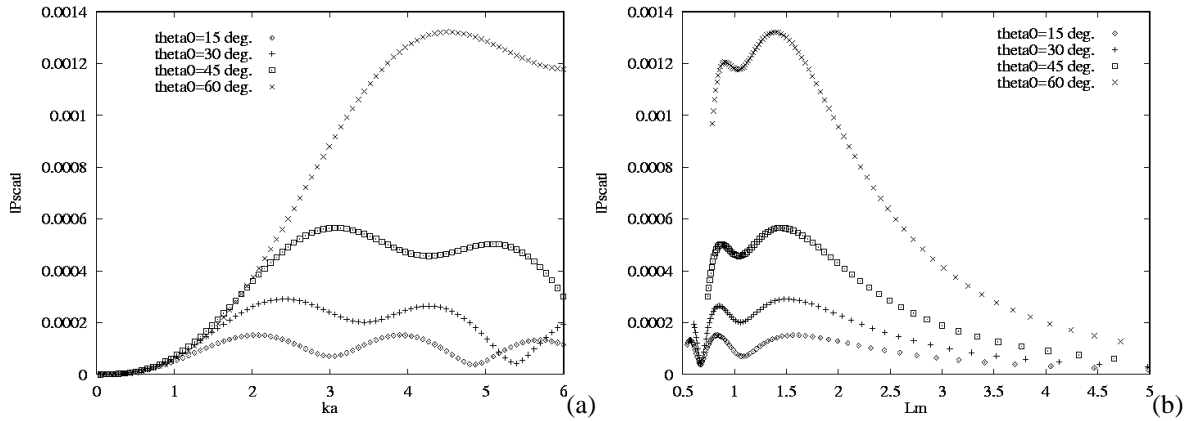 0.0014
0.0012
0.001
0.0008
0.0006
0.0004
0.0002
0
|Pscat|
theta0=15 deg.
theta0=30 deg.
theta0=45 deg.
theta0=60 deg.
0 1 2 3 4 5 6
ka
(a)
0.0014
0.0012
0.001
0.0008
0.0006
0.0004
0.0002
0
|Pscat|
theta0=15 deg.
theta0=30 deg.
theta0=45 deg.
theta0=60 deg.
0.5 1 1.5 2 2.5 3 3.5 4 4.5 5
Lm
(b)